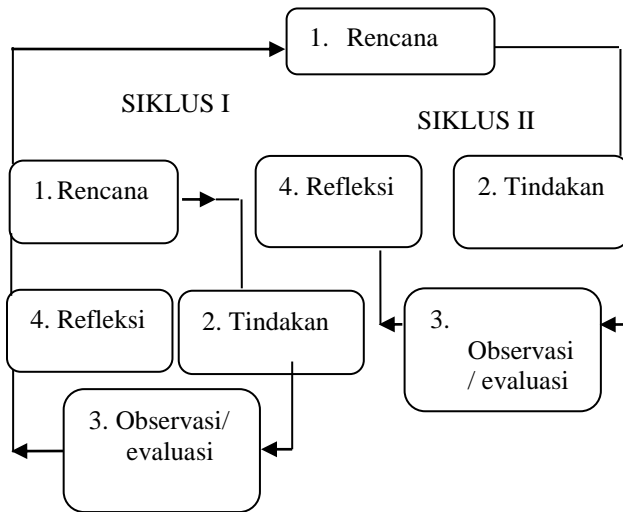 1. Rencana
SIKLUS I
SIKLUS II
1. Rencana
4. Refleksi
2. Tindakan
4. Refleksi
2. Tindakan
3.
Observasi
/ evaluasi
3. Observasi/
evaluasi